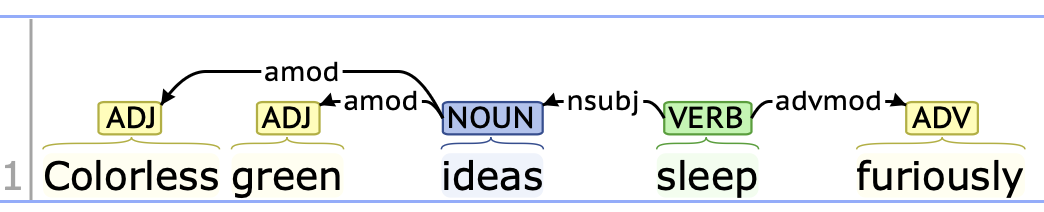 amod
ADJ ADJ amod NOUN nsubj VERB advmod ADV
1 Colorless green ideas sleep furiously